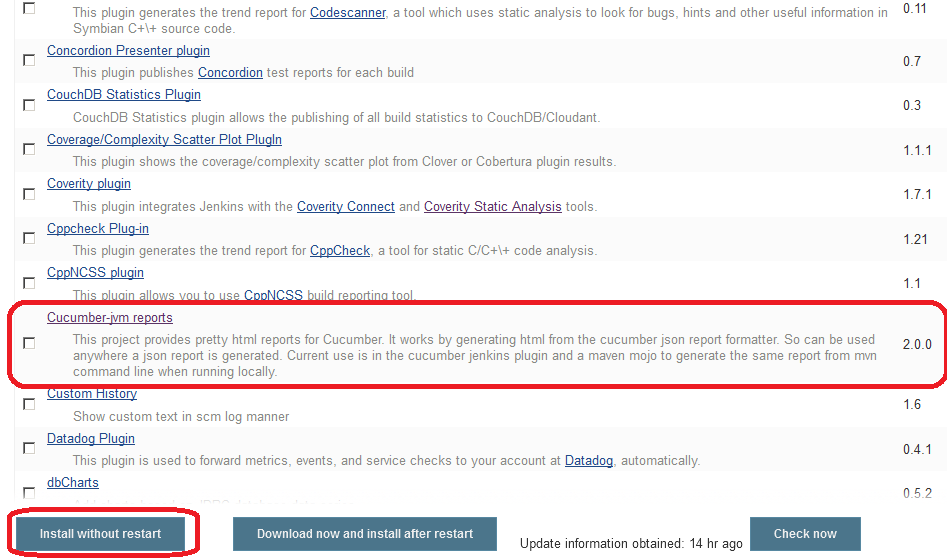 This plugin generates the trend report for Codescanner, a tool which uses static analysis to look for bugs, hints and other useful information in
0.11
Symbian C+\+ source code.
Concordion Presenter plugin
0.7
This plugin publishes Concordion test reports for each build
CouchDB Statistics Plugin
0.3
CouchDB Statistics plugin allows the publishing of all build statistics to CouchDB/Cloudant.
Coverage/Complexity Scatter Plot PlugIn
1.1.1
This plugin shows the coverage/complexity scatter plot from Clover or Cobertura plugin results.
Coverity plugin
1.7.1
This plugin integrates Jenkins with the Coverity Connect and Coverity Static Analysis tools.
Cppcheck Plug-in
1.21
This plugin generates the trend report for CppCheck, a tool for static C/C+\+ code analysis.
CppNCSS plugin
1.1
This plugin allows you to use CppNCSS build reporting tool.
Cucumber-jvm reports
This project provides pretty html reports for Cucumber. It works by generating html from the cucumber json report formatter. So can be used
2.0.0
anywhere a json report is generated. Current use is in the cucumber jenkins plugin and a maven mojo to generate the same report from mvn
command line when running locally.
Custom History
1.6
Show custom text in scm log manner
Datadog Plugin
0.4.1
This plugin is used to forward metrics, events, and service checks to your account at Datadog, automatically.
dbCharts
0.5.2
Install without restart
Download now and install after restart
Update information obtained: 14 hr ago
Check now